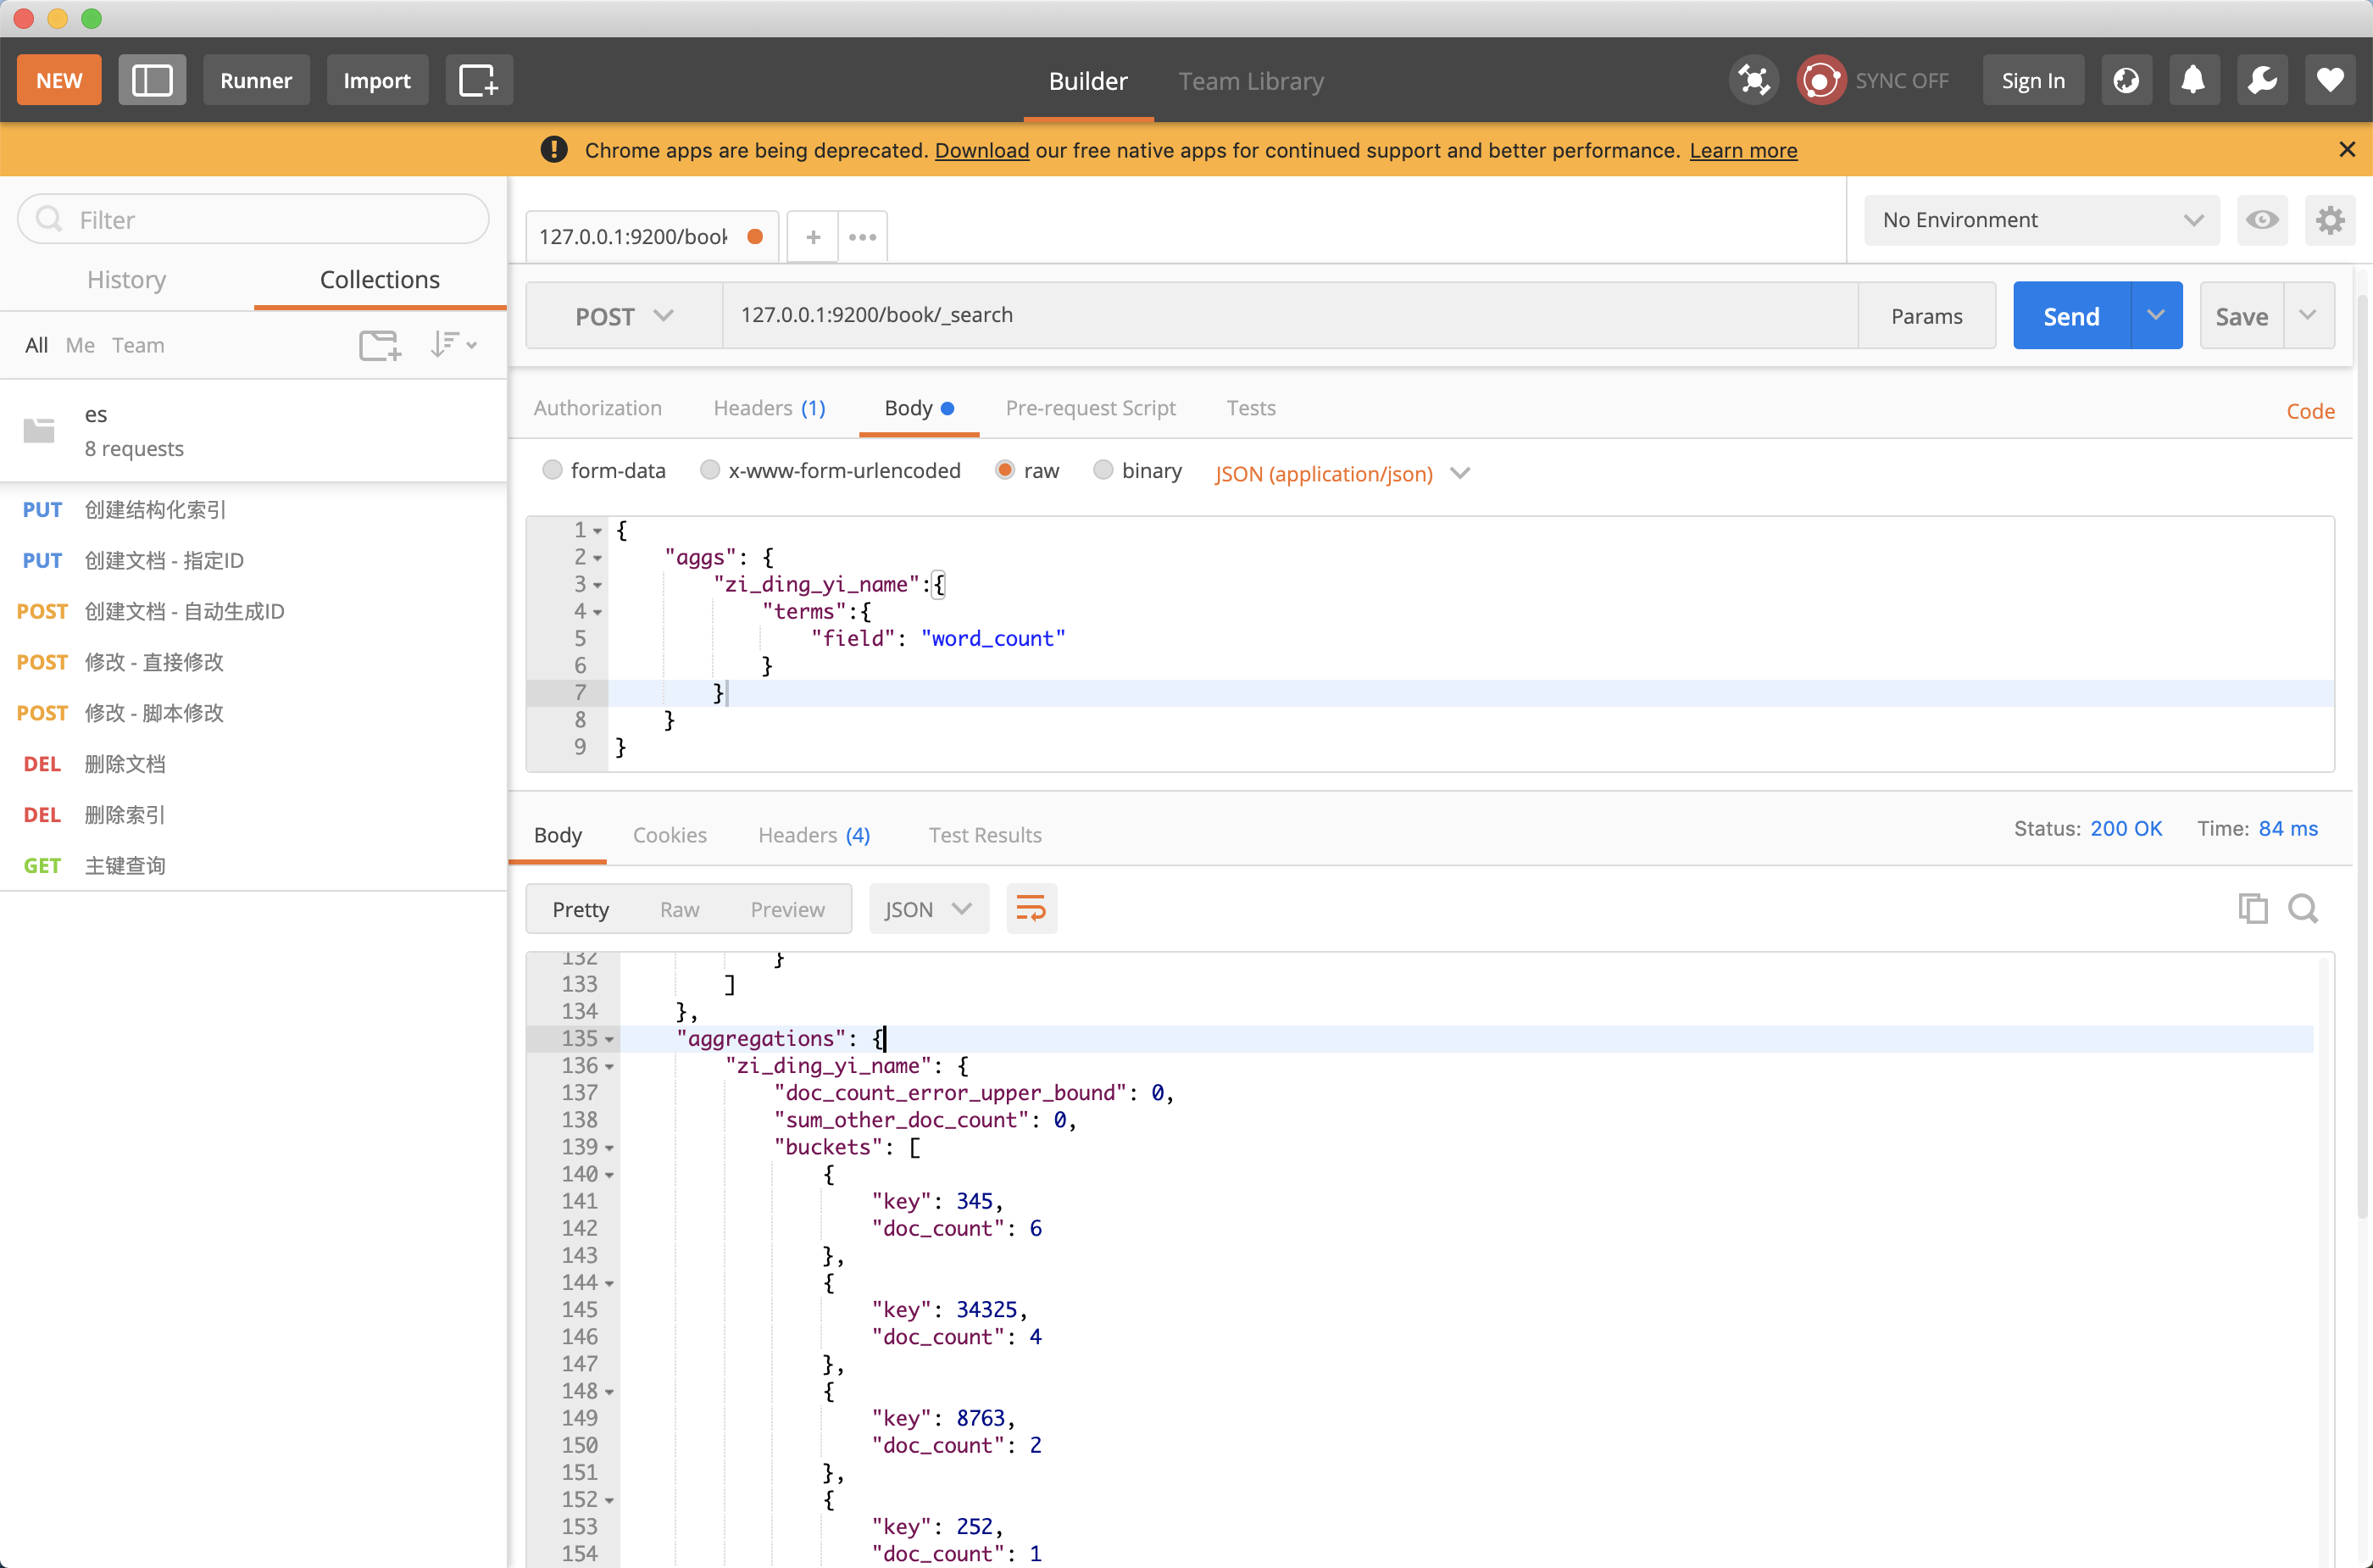 NEW
Runner
Import
Builder
Team Library
SYNC OFF
Sign In
Chrome apps are being deprecated. Download our free native apps for continued support and better performance. Learn more
Filter
History
Collections
All Me Team
es
8 requests
PUT 创建结构化索引
PUT 创建文档 - 指定ID
POST 创建文档 - 自动生成ID
POST 修改 - 直接修改
POST 修改 - 脚本修改
DEL 删除文档
DEL 删除索引
GET 主键查询
127.0.0.1:9200/book
No Environment
POST
127.0.0.1:9200/book/_search
Params
Send
Save
Authorization
Headers (1)
Body
Pre-request Script
Tests
Code
form-data
x-www-form-urlencoded
raw
binary
JSON (application/json)
1 {
2 "aggs": {
3 "zi_ding_yi_name":{
4 "terms":{
5 "field": "word_count"
6 }
7 }
8 }
9 }
Body
Cookies
Headers (4)
Test Results
Status: 200 OK
Time: 84 ms
Pretty
Raw
Preview
JSON
132 }
133 ]
134 },
135 "aggregations": {
136 "zi_ding_yi_name": {
137 "doc_count_error_upper_bound": 0,
138 "sum_other_doc_count": 0,
139 "buckets": [
140 {
141 "key": 345,
142 "doc_count": 6
143 },
144 {
145 "key": 34325,
146 "doc_count": 4
147 },
148 {
149 "key": 8763,
150 "doc_count": 2
151 },
152 {
153 "key": 252,
154 "doc_count": 1